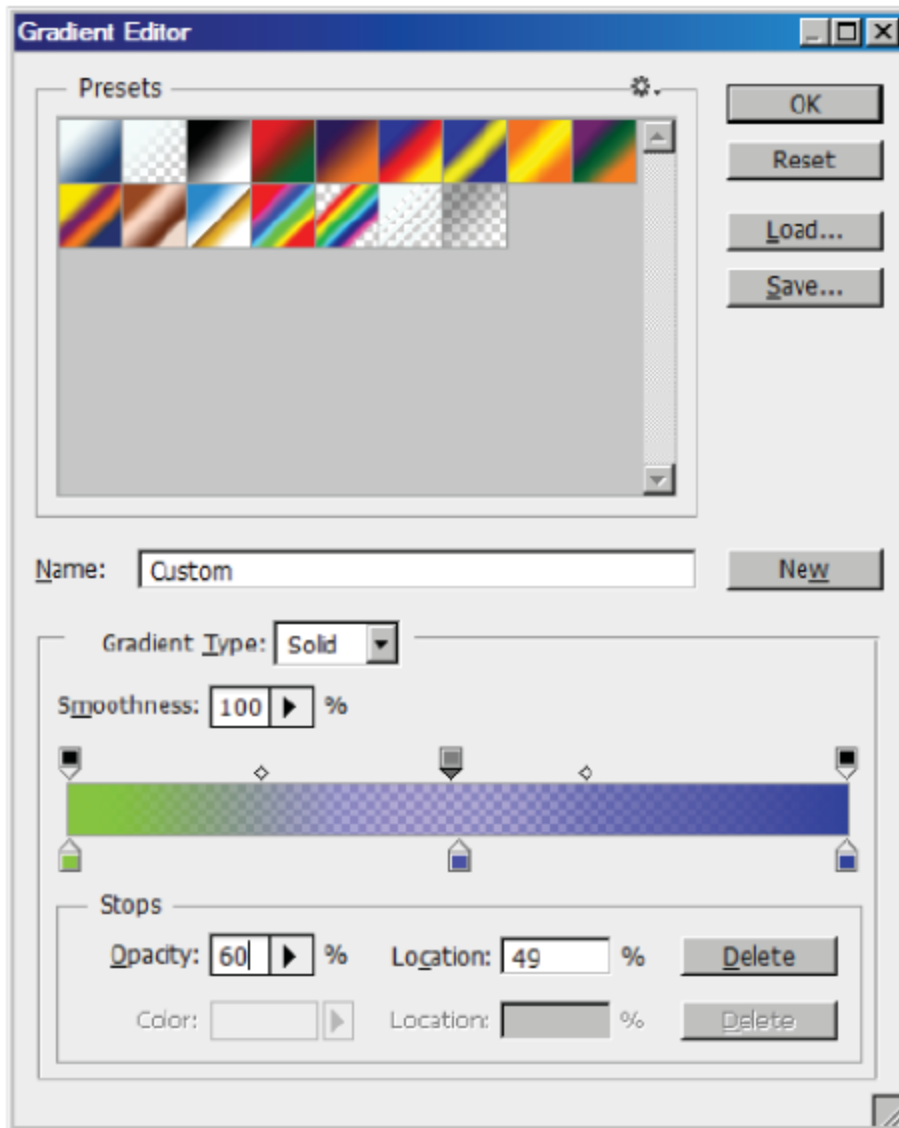 Gradient Editor
Presets
OK
Reset
Load...
Save...
Name: Custom
New
Gradient Type: Solid
Smoothness: 100 %
Stops
Opacity: 60 % Location: 49 % Delete
Color: Location: % Delete